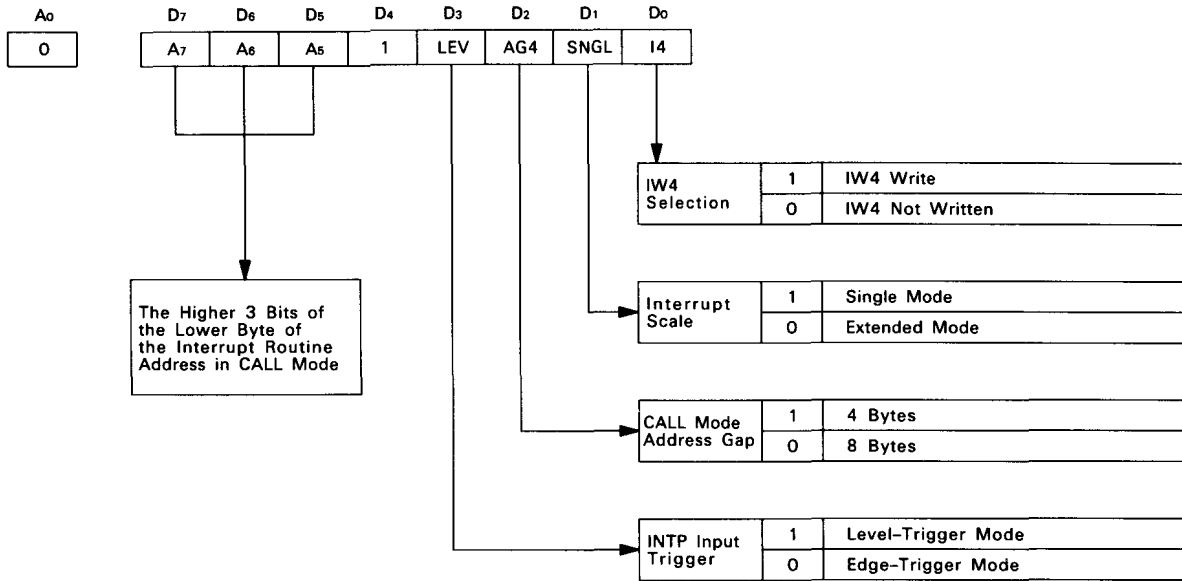 A0 D7 D6 D5 D4 D3 D2 D1 D0
0 A7 A6 A5 1 LEV AG4 SNGL I4
IW4
Selection
1 IW4 Write
0 IW4 Not Written
The Higher 3 Bits of
the Lower Byte of
the Interrupt Routine
Address in CALL Mode
Interrupt
Scale
1 Single Mode
0 Extended Mode
CALL Mode
Address Gap
1 4 Bytes
0 8 Bytes
INTP Input
Trigger
1 Level-Trigger Mode
0 Edge-Trigger Mode